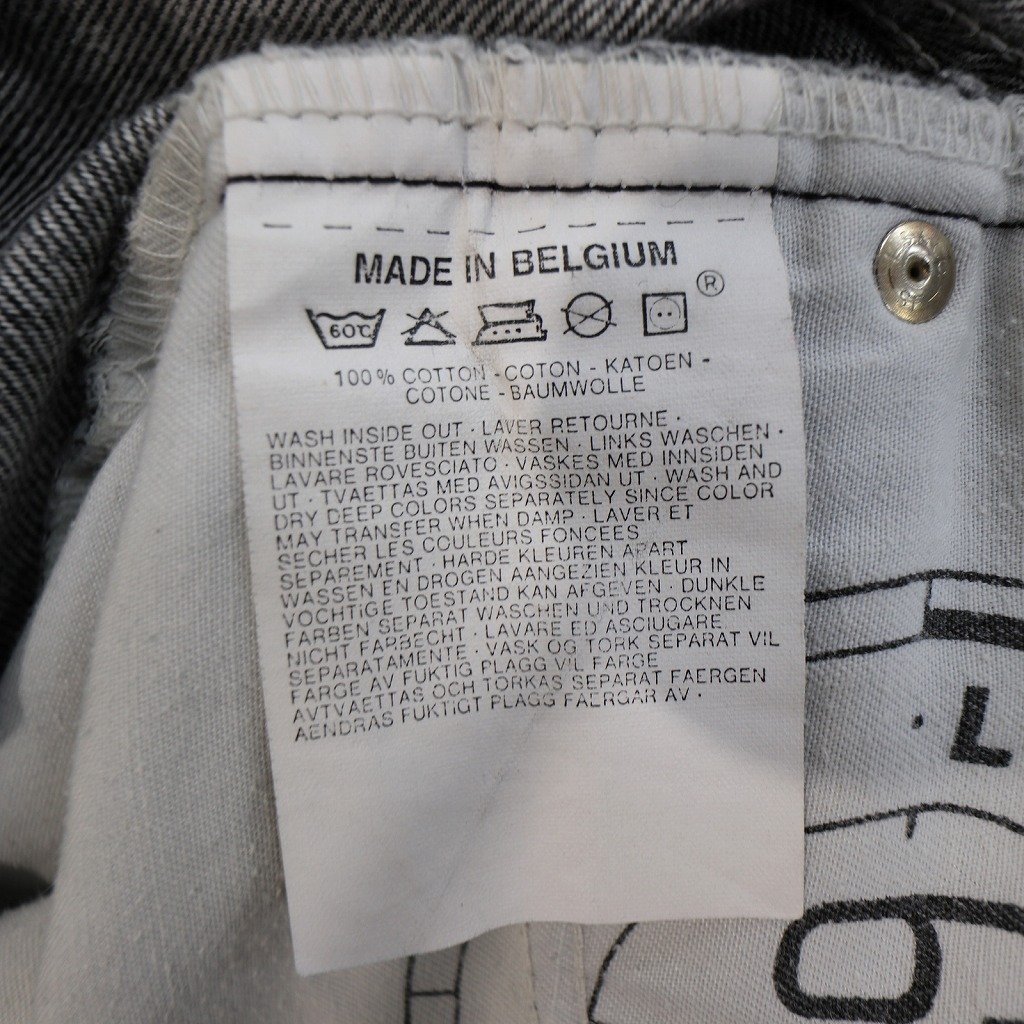 MADE IN BELGIUM
®
60°C
100% COTTON - COTON - KATOEN -
COTONE - BAUMWOLLE
WASH INSIDE OUT · LAVER RETOURNE ·
BINNENSTE BUITEN WASSEN · LINKS WASCHEN ·
LAVARE ROVESCIATO · VASKES MED INNSIDEN
UT · TVAETTAS MED AVIGSSIDAN UT · WASH AND
DRY DEEP COLORS SEPARATELY SINCE COLOR
MAY TRANSFER WHEN DAMP · LAVER ET
SECHER LES COULEURS FONCEES
SEPAREMENT · HARDE KLEUREN APART
WASSEN EN DROGEN AANGEZIEN KLEUR IN
VOCHTIGE TOESTAND KAN AFGEVEN · DUNKLE
FARBEN SEPARAT WASCHEN UND TROCKNEN
NICHT FARBECHT · LAVARE ED ASCIUGARE
SEPARATAMENTE · VASK OG TORK SEPARAT VIL
FARGE AV FUKTIG PLAGG VIL FARGE
AVTVAETTAS OCH TORKAS SEPARAT FAERGEN
AENDRAS FUKTIGT PLAGG FAERGAR AV ·
L